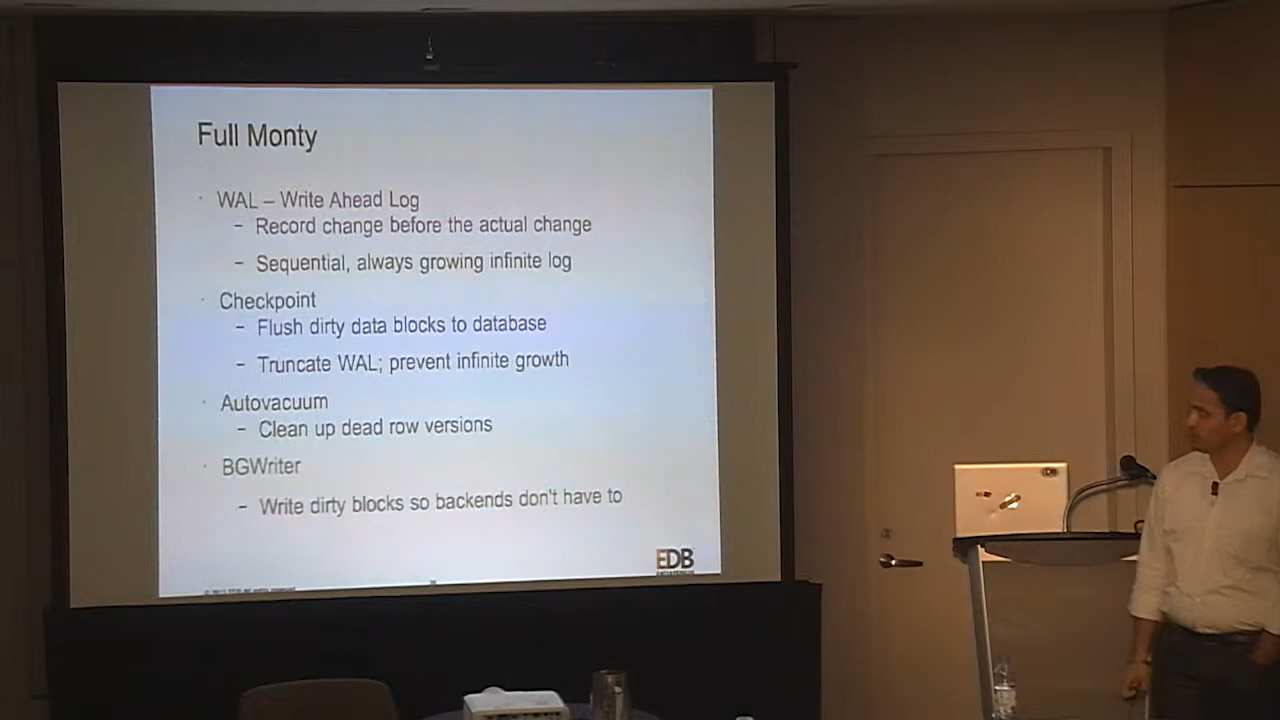 Full Monty
· WAL – Write Ahead Log
– Record change before the actual change
– Sequential, always growing infinite log
· Checkpoint
– Flush dirty data blocks to database
– Truncate WAL; prevent infinite growth
· Autovacuum
– Clean up dead row versions
· BGWriter
– Write dirty blocks so backends don't have to
EDB